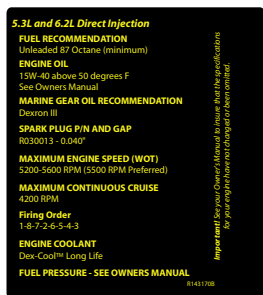 5.3L and 6.2L Direct Injection
FUEL RECOMMENDATION
Unleaded 87 Octane (minimum)
ENGINE OIL
15W-40 above 50 degrees F
See Owners Manual
MARINE GEAR OIL RECOMMENDATION
Dexron III
SPARK PLUG P/N AND GAP
R030013 - 0.040"
MAXIMUM ENGINE SPEED (WOT)
5200-5600 RPM (5500 RPM Preferred)
MAXIMUM CONTINUOUS CRUISE
4200 RPM
Firing Order
1-8-7-2-6-5-4-3
ENGINE COOLANT
Dex-Cool™ Long Life
FUEL PRESSURE - SEE OWNERS MANUAL
Important! See your Owner's Manual to insure that the specifications
for your engine have not changed or been omitted.
R143170B